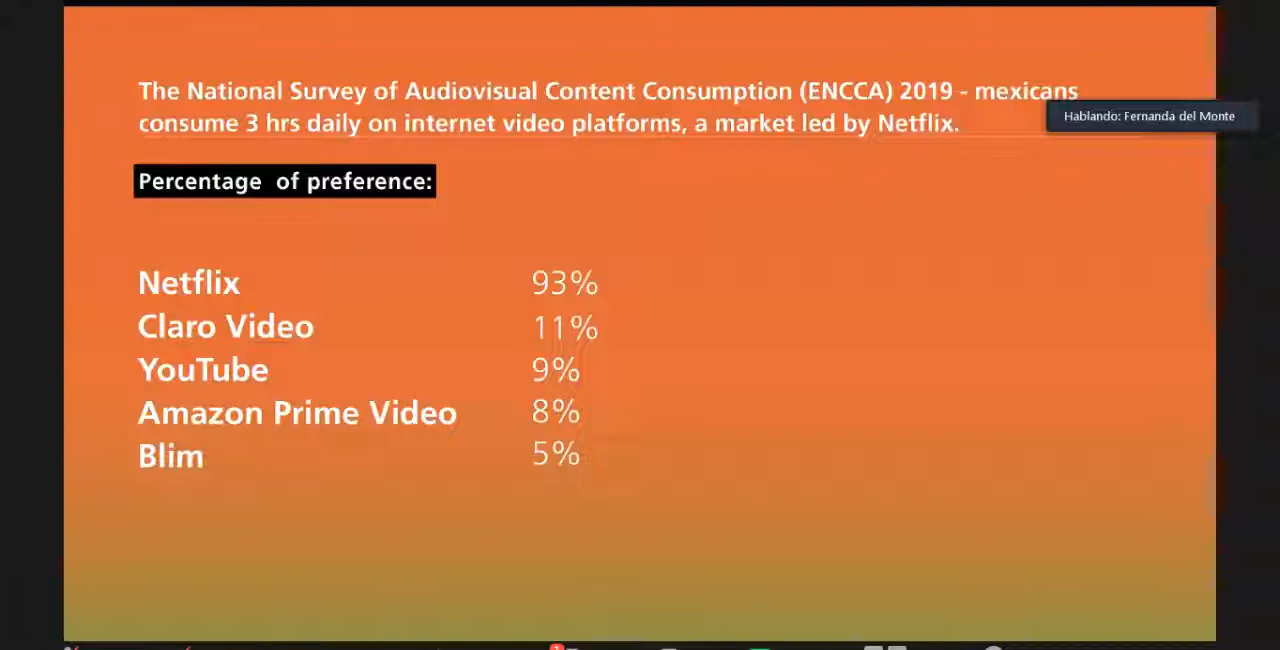 The National Survey of Audiovisual Content Consumption (ENCCA) 2019 - mexicans
consume 3 hrs daily on internet video platforms, a market led by Netflix.
Hablando: Fernanda del Monte
Percentage of preference:
Netflix 93%
Claro Video 11%
YouTube 9%
Amazon Prime Video 8%
Blim 5%